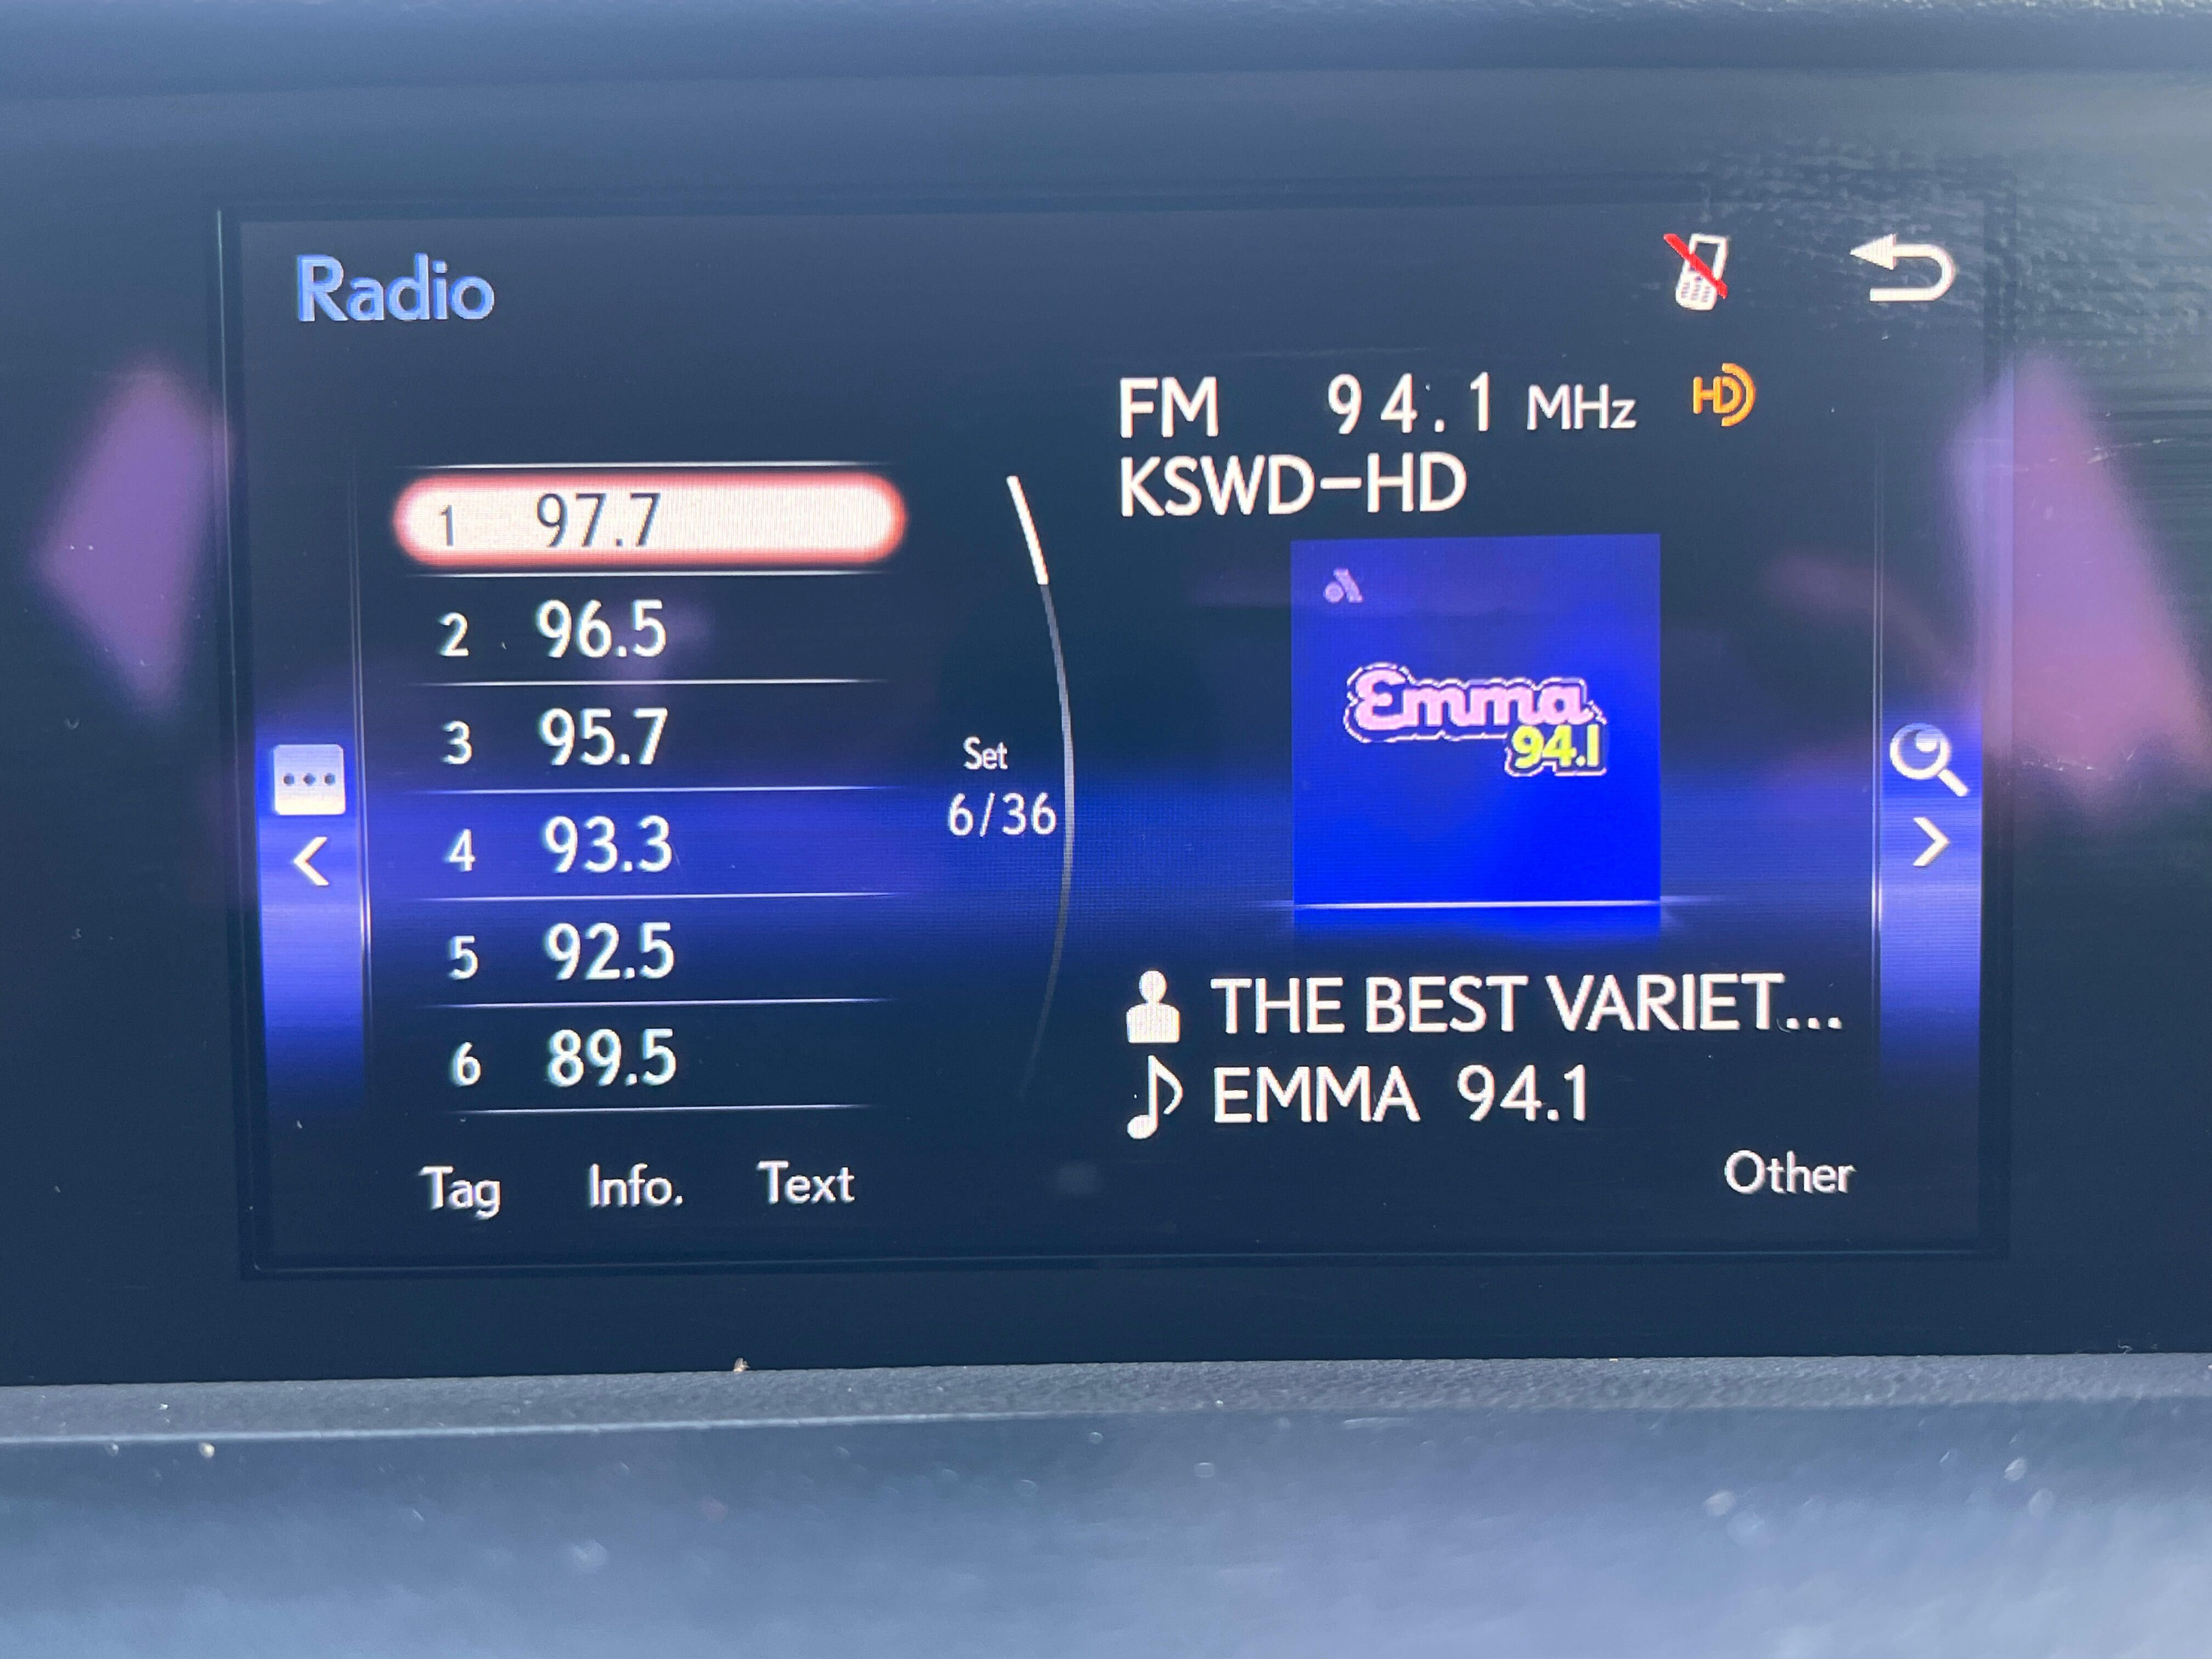 Radio
1 97.7
2 96.5
3 95.7
4 93.3
5 92.5
6 89.5
Set
6/36
Tag Info. Text
FM 94.1 MHz HD
KSWD-HD
Emma
94.1
THE BEST VARIET...
EMMA 94.1
Other